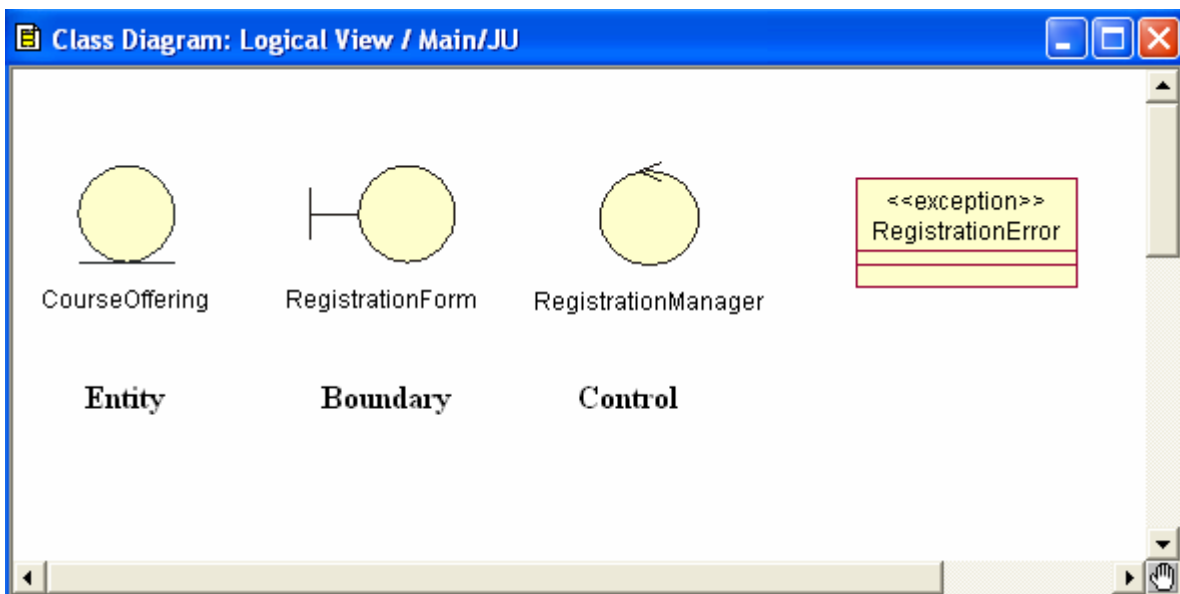 Class Diagram: Logical View / Main/JU
<<exception>>
RegistrationError
CourseOffering
RegistrationForm
RegistrationManager
Entity
Boundary
Control